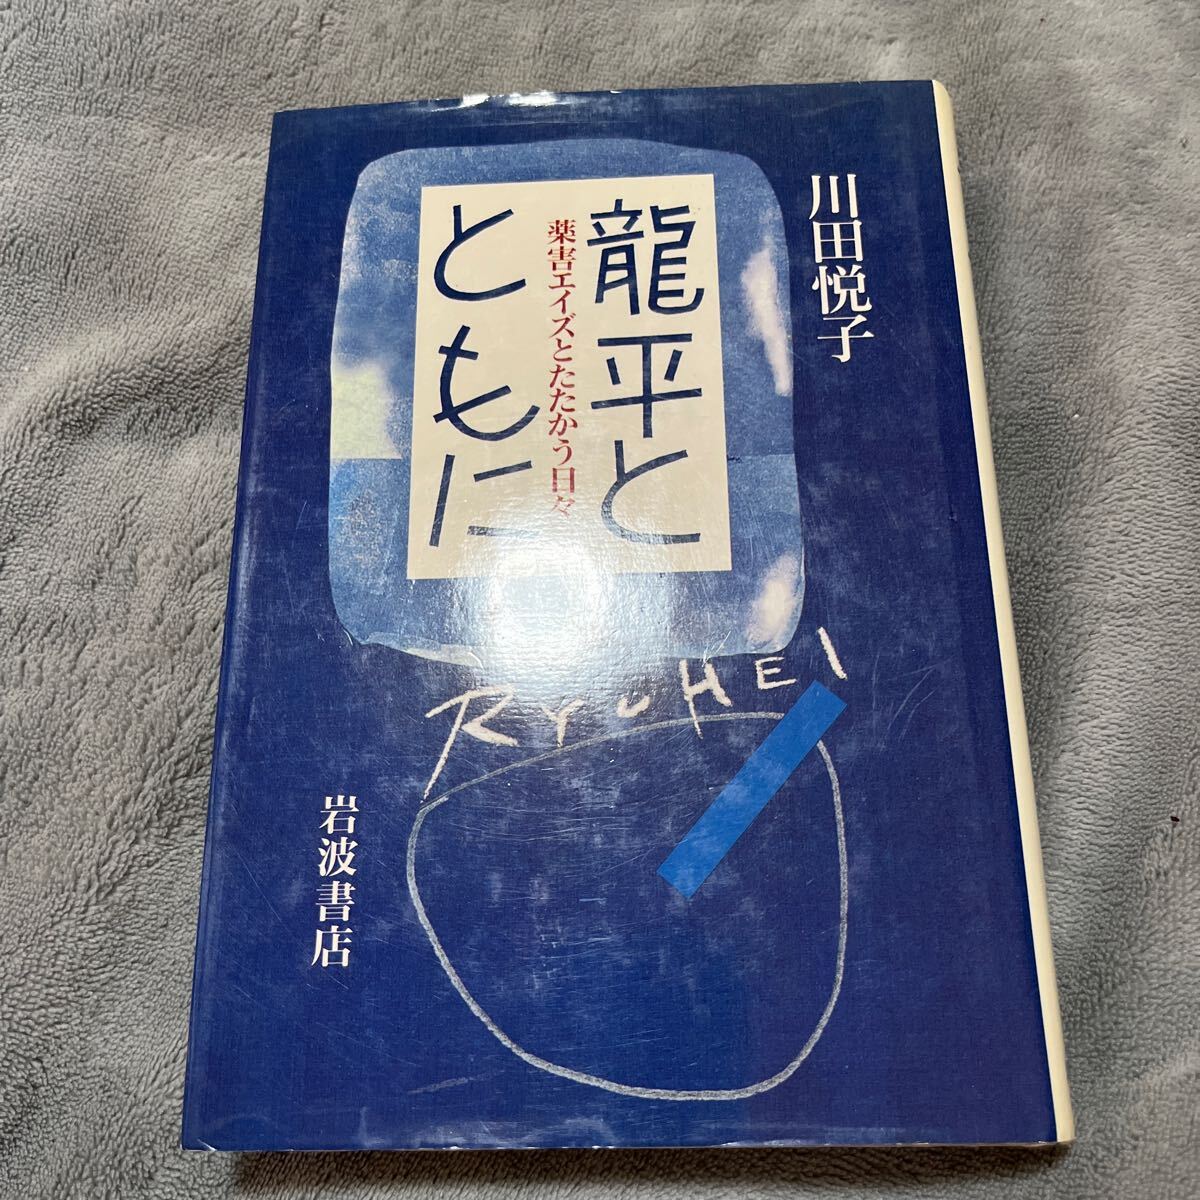 川田悦子
龍平と
ともに
薬害エイズとたたかう日々
RYUHEI
岩波書店